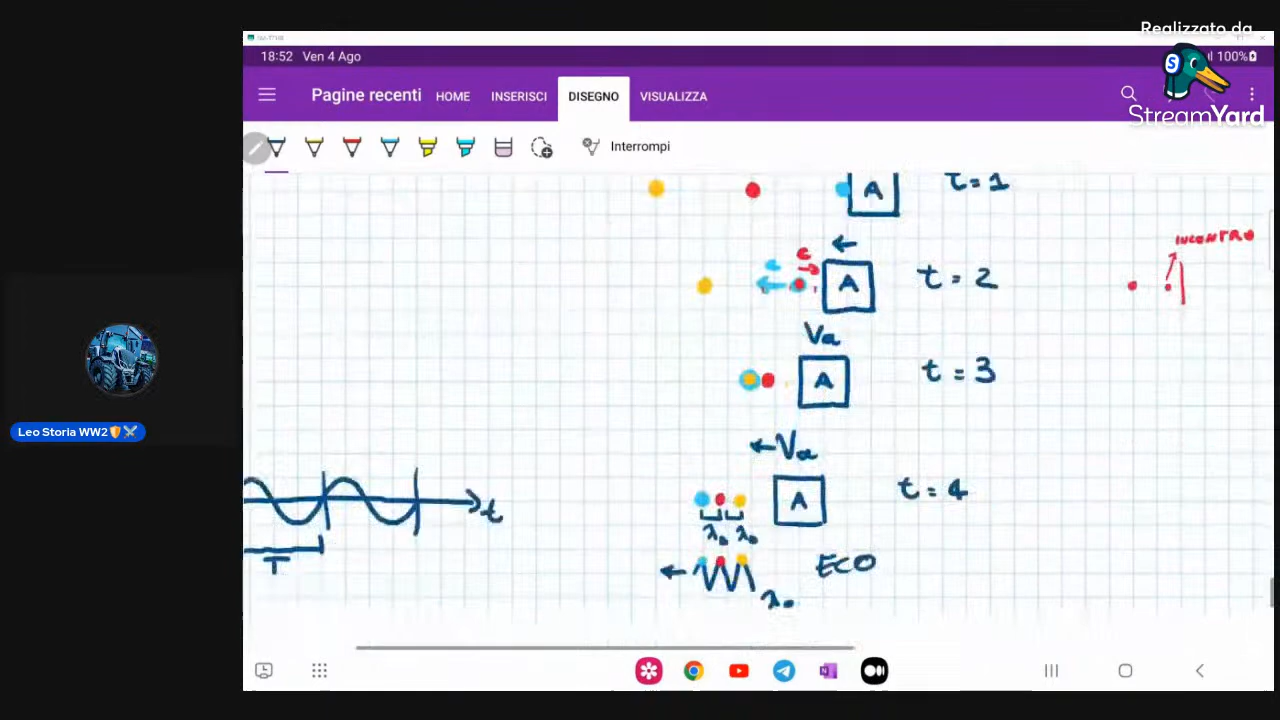 Realizzato da
StreamYard
18:52 Ven 4 Ago
100%
Pagine recenti HOME INSERISCI DISEGNO VISUALIZZA
Interrompi
A t = 1
INCONTRO
c c
A t = 2
Va
A t = 3
Va
A t = 4
λ₀ λ₀
ECO
λ₀
t
T
Leo Storia WW2🛡️⚔️